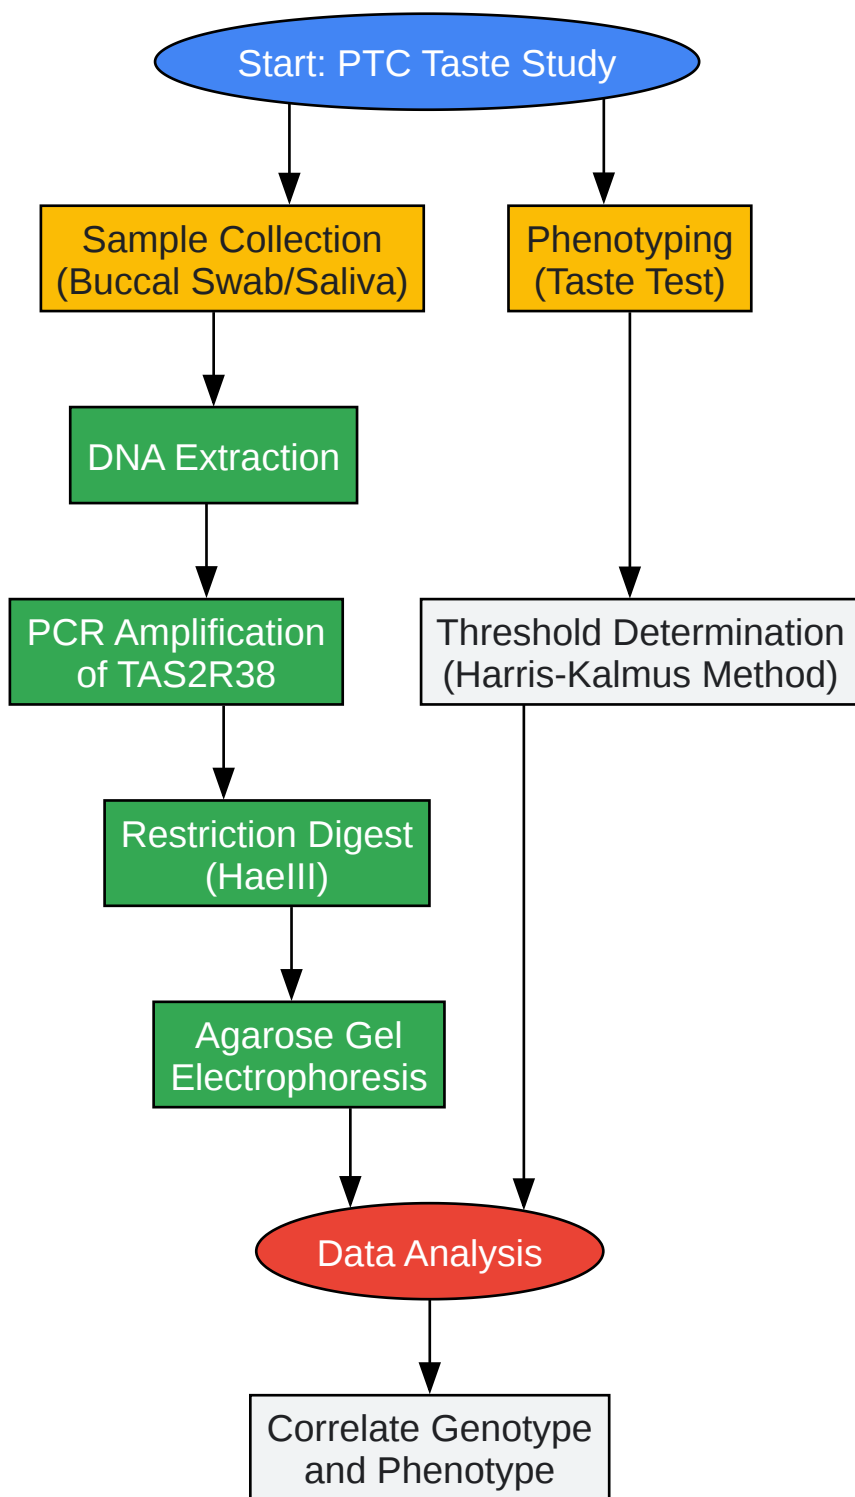 Start: PTC Taste Study
Sample Collection
(Buccal Swab/Saliva)
Phenotyping
(Taste Test)
DNA Extraction
PCR Amplification
of TAS2R38
Threshold Determination
(Harris-Kalmus Method)
Restriction Digest
(HaeIII)
Agarose Gel
Electrophoresis
Data Analysis
Correlate Genotype
and Phenotype